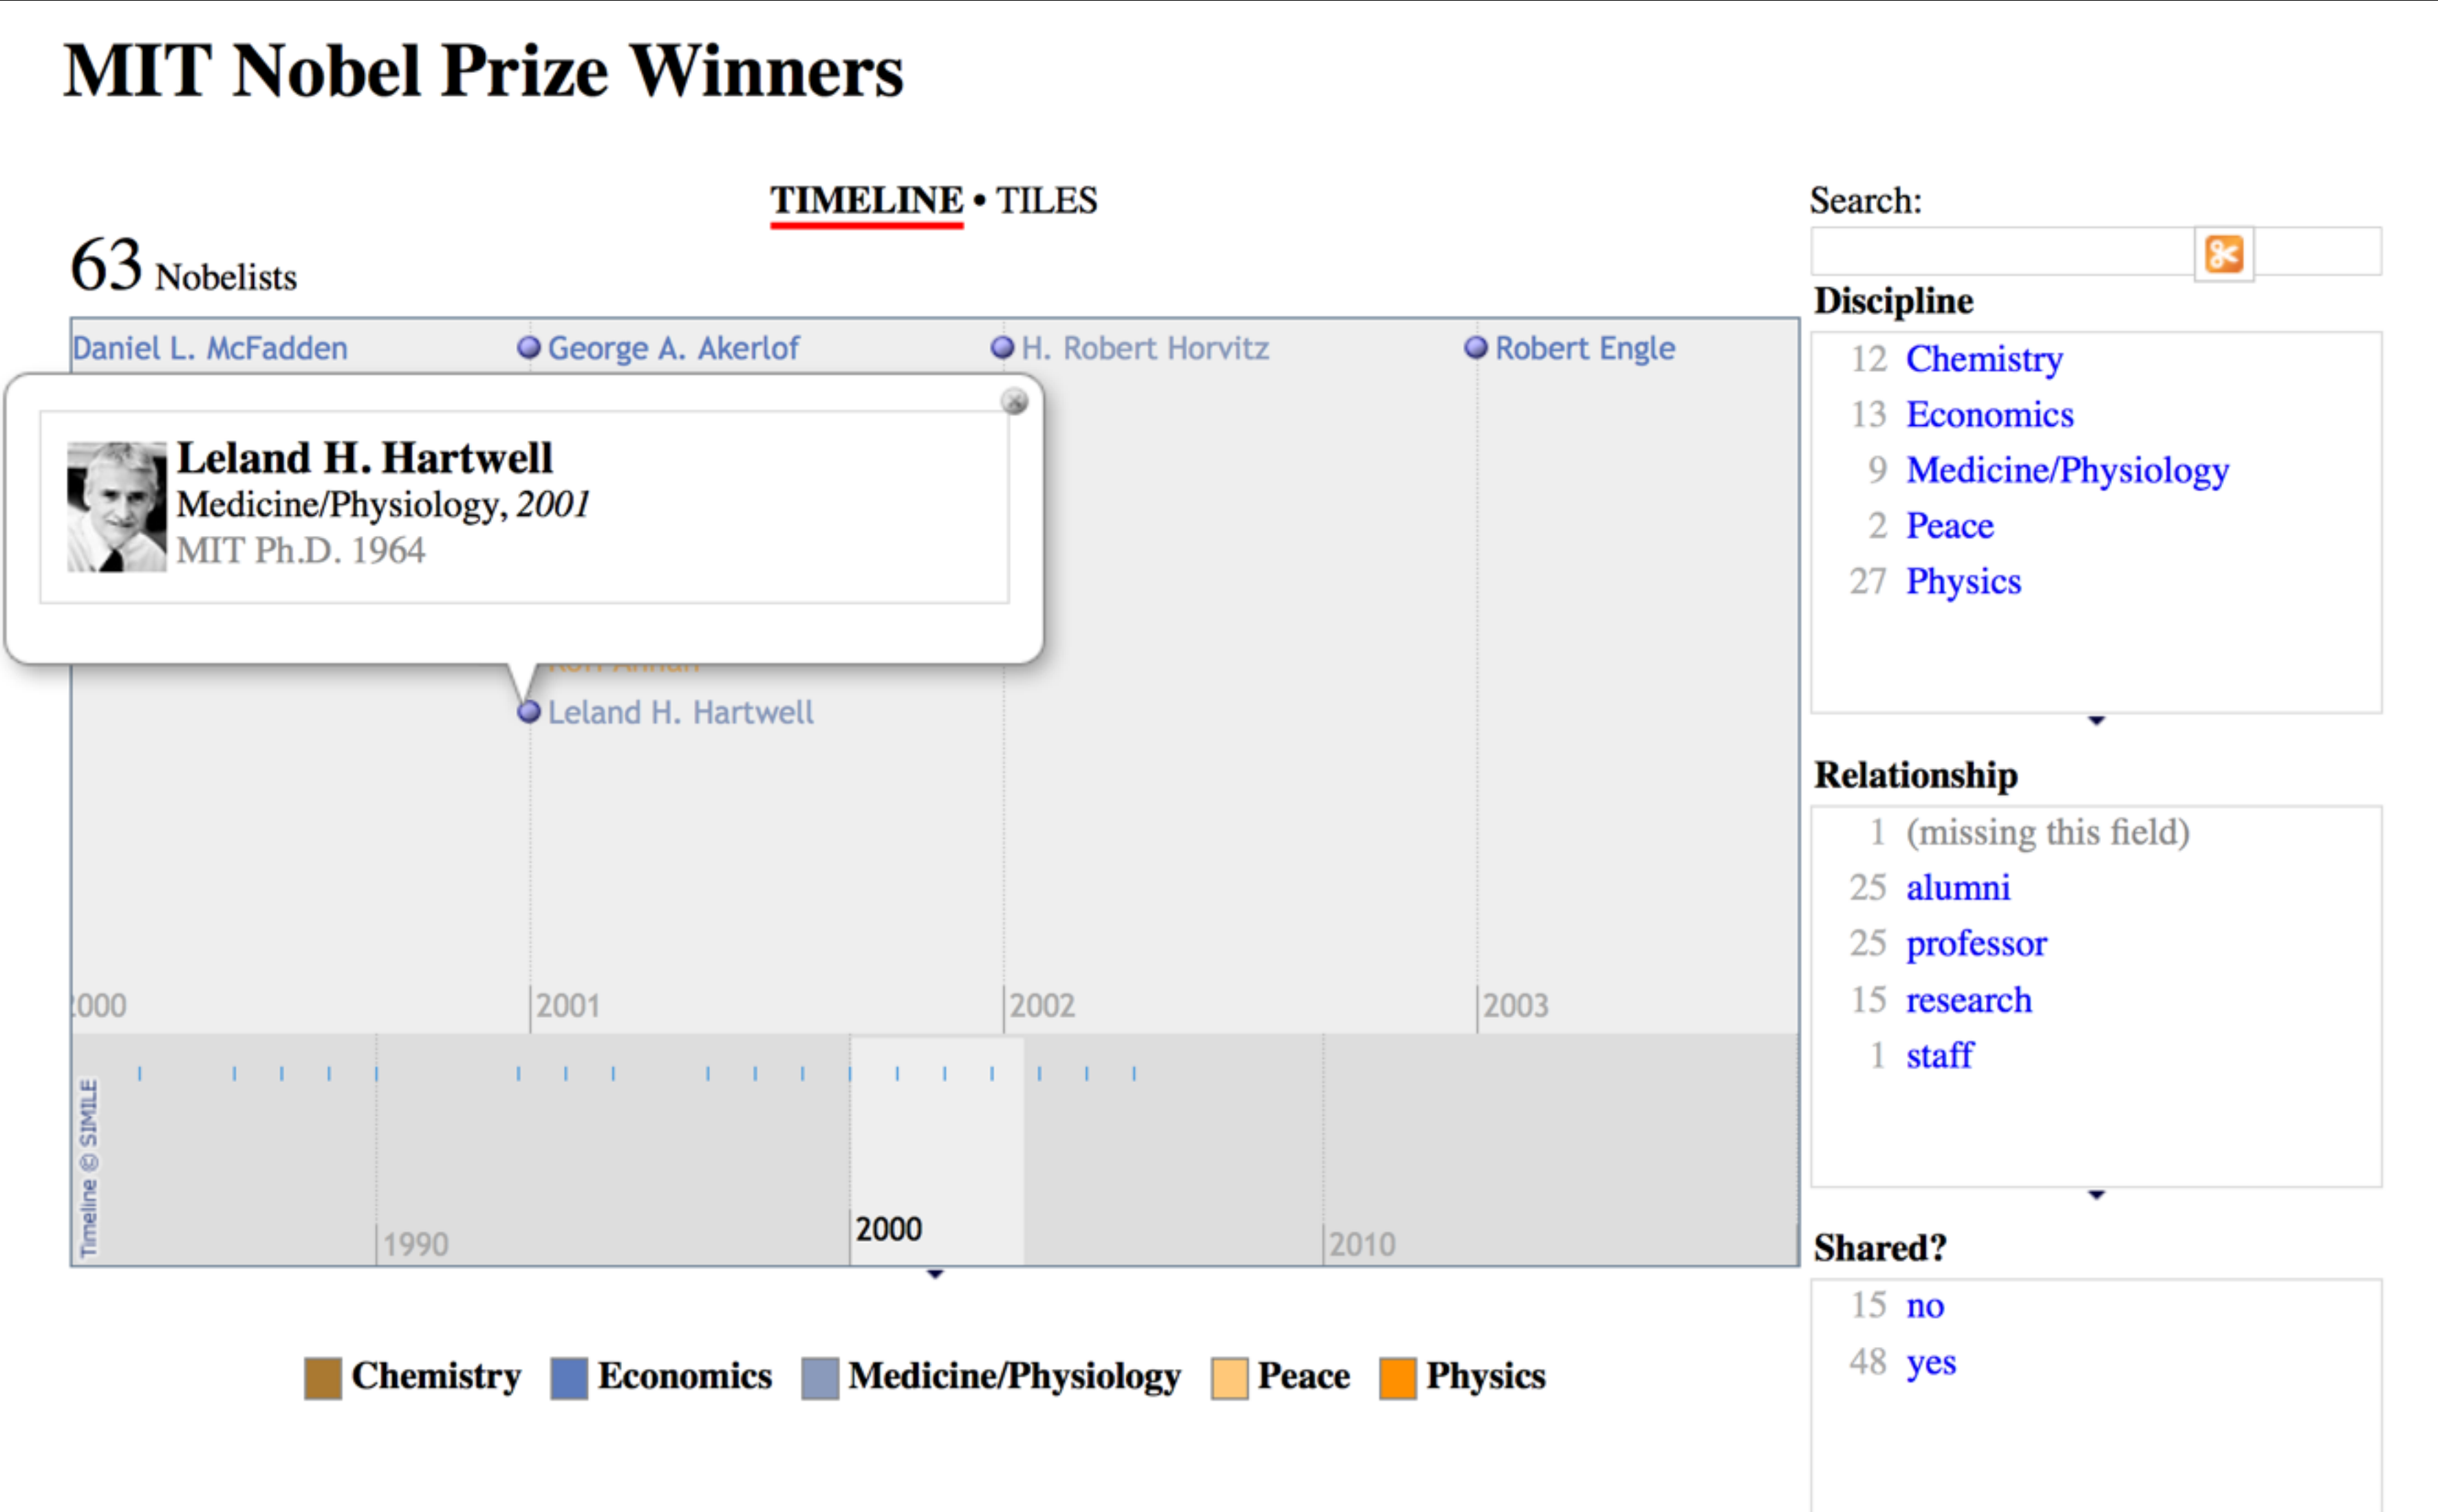 MIT Nobel Prize Winners
TIMELINE • TILES
63 Nobelists
Daniel L. McFadden
George A. Akerlof
H. Robert Horvitz
Robert Engle
Leland H. Hartwell
Medicine/Physiology, 2001
MIT Ph.D. 1964
Leland H. Hartwell
2001
2002
2003
Timeline © SIMILE
1990
2000
2010
Chemistry
Economics
Medicine/Physiology
Peace
Physics
Search:
Discipline
12 Chemistry
13 Economics
9 Medicine/Physiology
2 Peace
27 Physics
Relationship
1 (missing this field)
25 alumni
25 professor
15 research
1 staff
Shared?
15 no
48 yes